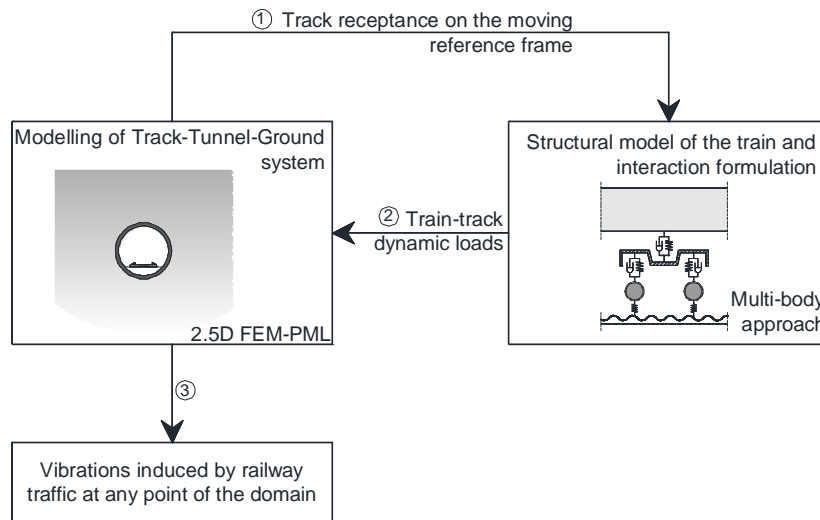 ① Track receptance on the moving
reference frame
Modelling of Track-Tunnel-Ground
system
2.5D FEM-PML
Structural model of the train and
interaction formulation
Multi-body
approach
② Train-track
dynamic loads
③
Vibrations induced by railway
traffic at any point of the domain